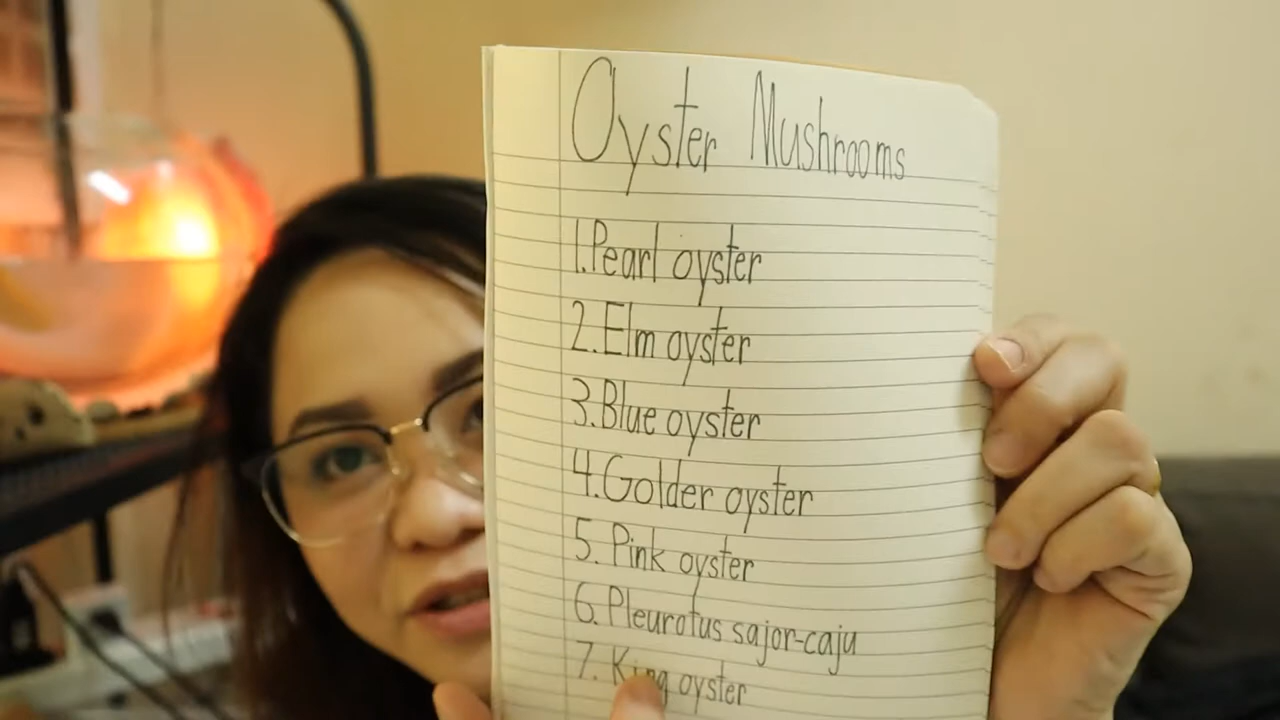 Oyster Mushrooms
1.Pearl oyster
2.Elm oyster
3.Blue oyster
4.Golder oyster
5. Pink oyster
6. Pleurotus sajor-caju
7. King oyster